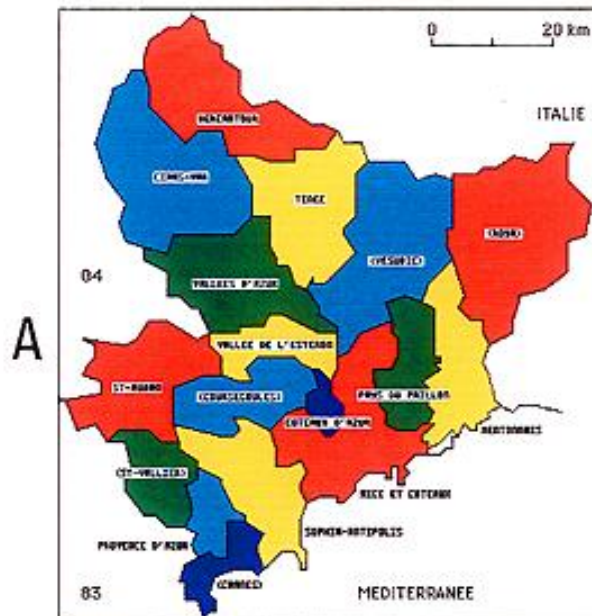 0 20 km
ITALIE
MERCANTOUR
(CIANS-VAR)
TINEE
(ROYA)
(VESUBIE)
04
VALLEES D'AZUR
A
VALLEE DE L'ESTERON
ST-AUBAN
(COURSEGOULES)
PAYS DU PAILLON
COTEAUX D'AZUR
MENTONNAIS
(ST-VALLIER)
NICE ET COTEAUX
SOPHIA-ANTIPOLIS
PROVENCE D'AZUR
(CANNES)
83
MEDITERRANEE